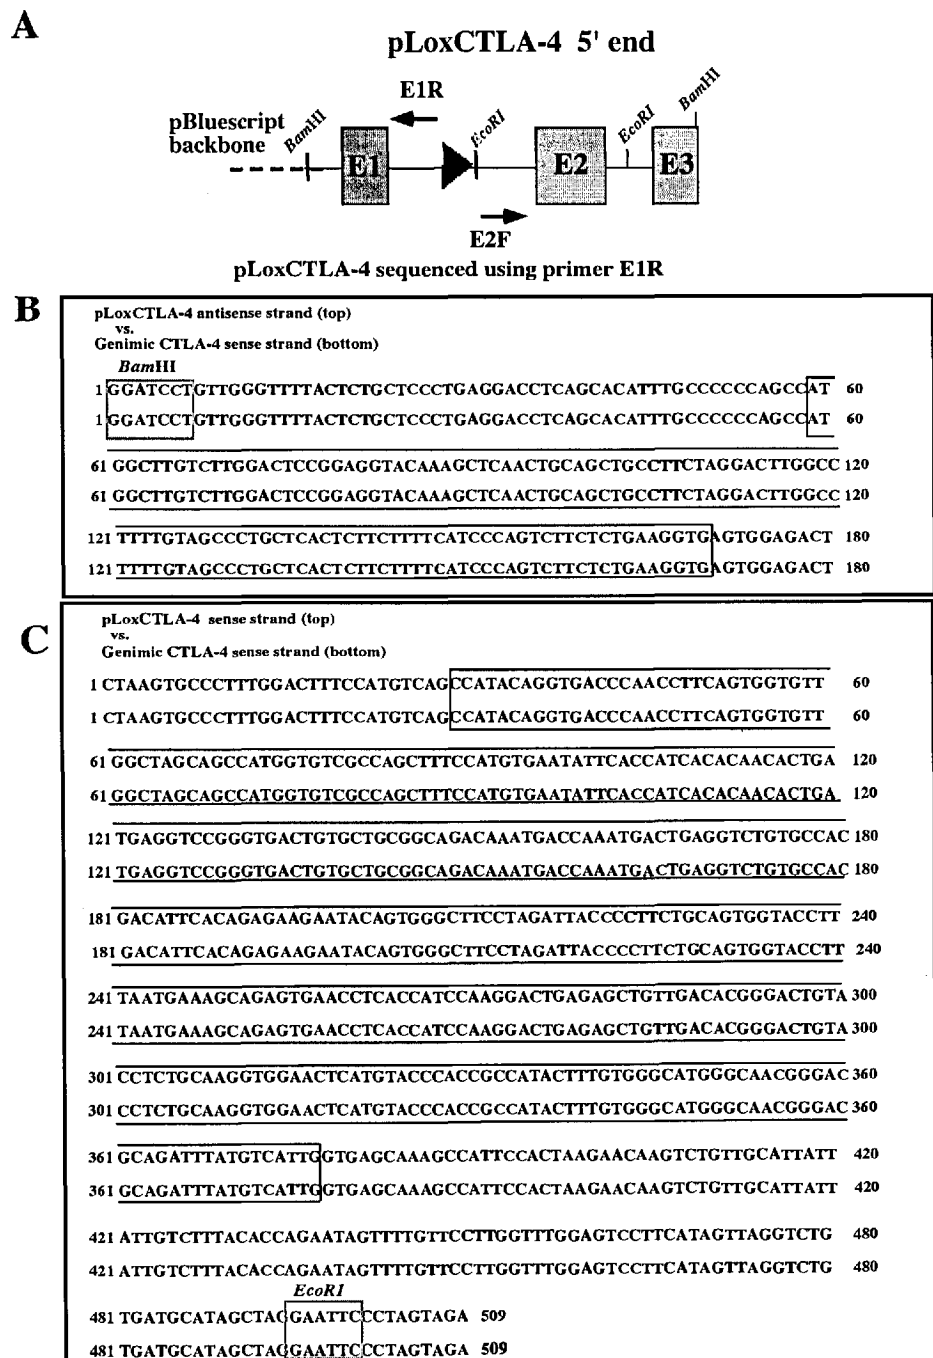 A
pLoxCTLA-4 5' end
E1R
BamHI
EcoRI
EcoRI
BamHI
pBluescript
backbone
E1
E2
E3
E2F
pLoxCTLA-4 sequenced using primer E1R
B
pLoxCTLA-4 antisense strand (top)
vs.
Genimic CTLA-4 sense strand (bottom)
BamHI
1 GGATCCTGTTGGGTTTTACTCTGCTCCCTGAGGACCTCAGCACATTTGCCCCCCAGCCAT 60
1 GGATCCTGTTGGGTTTTACTCTGCTCCCTGAGGACCTCAGCACATTTGCCCCCCAGCCAT 60
61 GGCTTGTCTTGGACTCCGGAGGTACAAAGCTCAACTGCAGCTGCCTTCTAGGACTTGGCC 120
61 GGCTTGTCTTGGACTCCGGAGGTACAAAGCTCAACTGCAGCTGCCTTCTAGGACTTGGCC 120
121 TTTTGTAGCCCTGCTCACTCTTCTTTTCATCCCAGTCTTCTCTGAAGGTGAGTGGAGACT 180
121 TTTTGTAGCCCTGCTCACTCTTCTTTTCATCCCAGTCTTCTCTGAAGGTGAGTGGAGACT 180
C
pLoxCTLA-4 sense strand (top)
vs.
Genimic CTLA-4 sense strand (bottom)
1 CTAAGTGCCCTTTGGACTTTCCATGTCAGCCATACAGGTGACCCAACCTTCAGTGGTGTT 60
1 CTAAGTGCCCTTTGGACTTTCCATGTCAGCCATACAGGTGACCCAACCTTCAGTGGTGTT 60
61 GGCTAGCAGCCATGGTGTCGCCAGCTTTCCATGTGAATATTCACCATCACACAACACTGA 120
61 GGCTAGCAGCCATGGTGTCGCCAGCTTTCCATGTGAATATTCACCATCACACAACACTGA 120
121 TGAGGTCCGGGTGACTGTGCTGCGGCAGACAAATGACCAAATGACTGAGGTCTGTGCCAC 180
121 TGAGGTCCGGGTGACTGTGCTGCGGCAGACAAATGACCAAATGACTGAGGTCTGTGCCAC 180
181 GACATTCACAGAGAAGAATACAGTGGGCTTCCTAGATTACCCCTTCTGCAGTGGTACCTT 240
181 GACATTCACAGAGAAGAATACAGTGGGCTTCCTAGATTACCCCTTCTGCAGTGGTACCTT 240
241 TAATGAAAGCAGAGTGAACCTCACCATCCAAGGACTGAGAGCTGTTGACACGGGACTGTA 300
241 TAATGAAAGCAGAGTGAACCTCACCATCCAAGGACTGAGAGCTGTTGACACGGGACTGTA 300
301 CCTCTGCAAGGTGGAACTCATGTACCCACCGCCATACTTTGTGGGCATGGGCAACGGGAC 360
301 CCTCTGCAAGGTGGAACTCATGTACCCACCGCCATACTTTGTGGGCATGGGCAACGGGAC 360
361 GCAGATTTATGTCATTGGTGAGCAAAGCCATTCCACTAAGAACAAGTCTGTTGCATTATT 420
361 GCAGATTTATGTCATTGGTGAGCAAAGCCATTCCACTAAGAACAAGTCTGTTGCATTATT 420
421 ATTGTCTTTACACCAGAATAGTTTTGTTCCTTGGTTTGGAGTCCTTCATAGTTAGGTCTG 480
421 ATTGTCTTTACACCAGAATAGTTTTGTTCCTTGGTTTGGAGTCCTTCATAGTTAGGTCTG 480
EcoR1
481 TGATGCATAGCTAGGAATTCCCTAGTAGA 509
481 TGATGCATAGCTAGGAATTCCCTAGTAGA 509